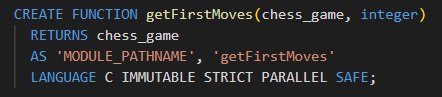 CREATE FUNCTION getFirstMoves(chess_game, integer)
RETURNS chess_game
AS 'MODULE_PATHNAME', 'getFirstMoves'
LANGUAGE C IMMUTABLE STRICT PARALLEL SAFE;